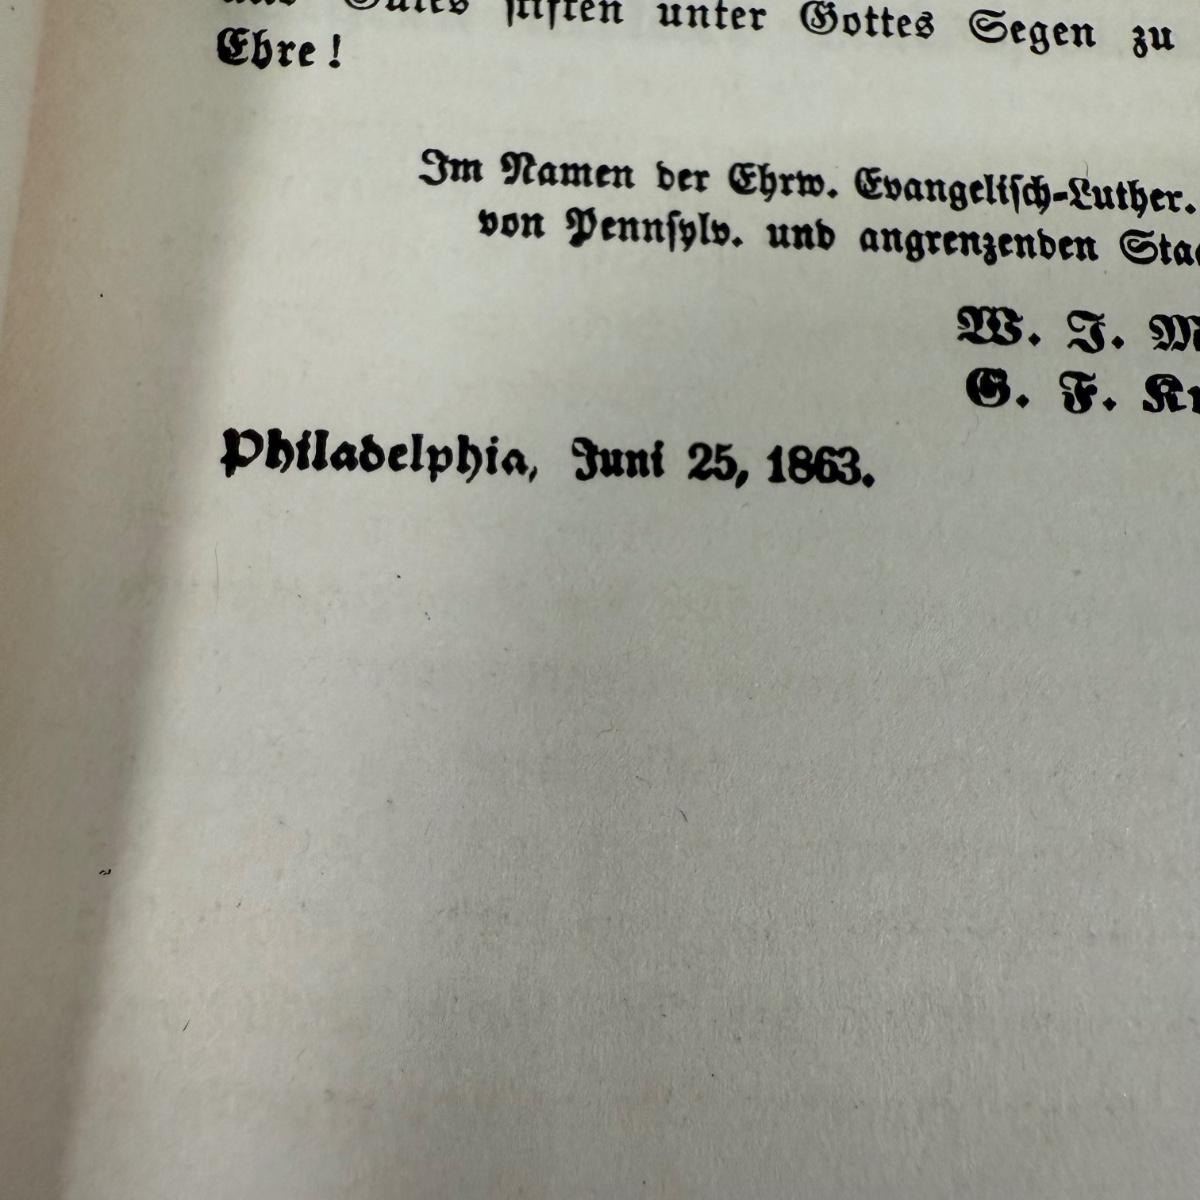 Gutes stiften unter Gottes Segen zu
Ehre!
Im Namen der Ehrw. Evangelisch-Luther.
von Pennsylv. und angrenzenden
W. J.
G. F.
Philadelphia, Juni 25, 1863.